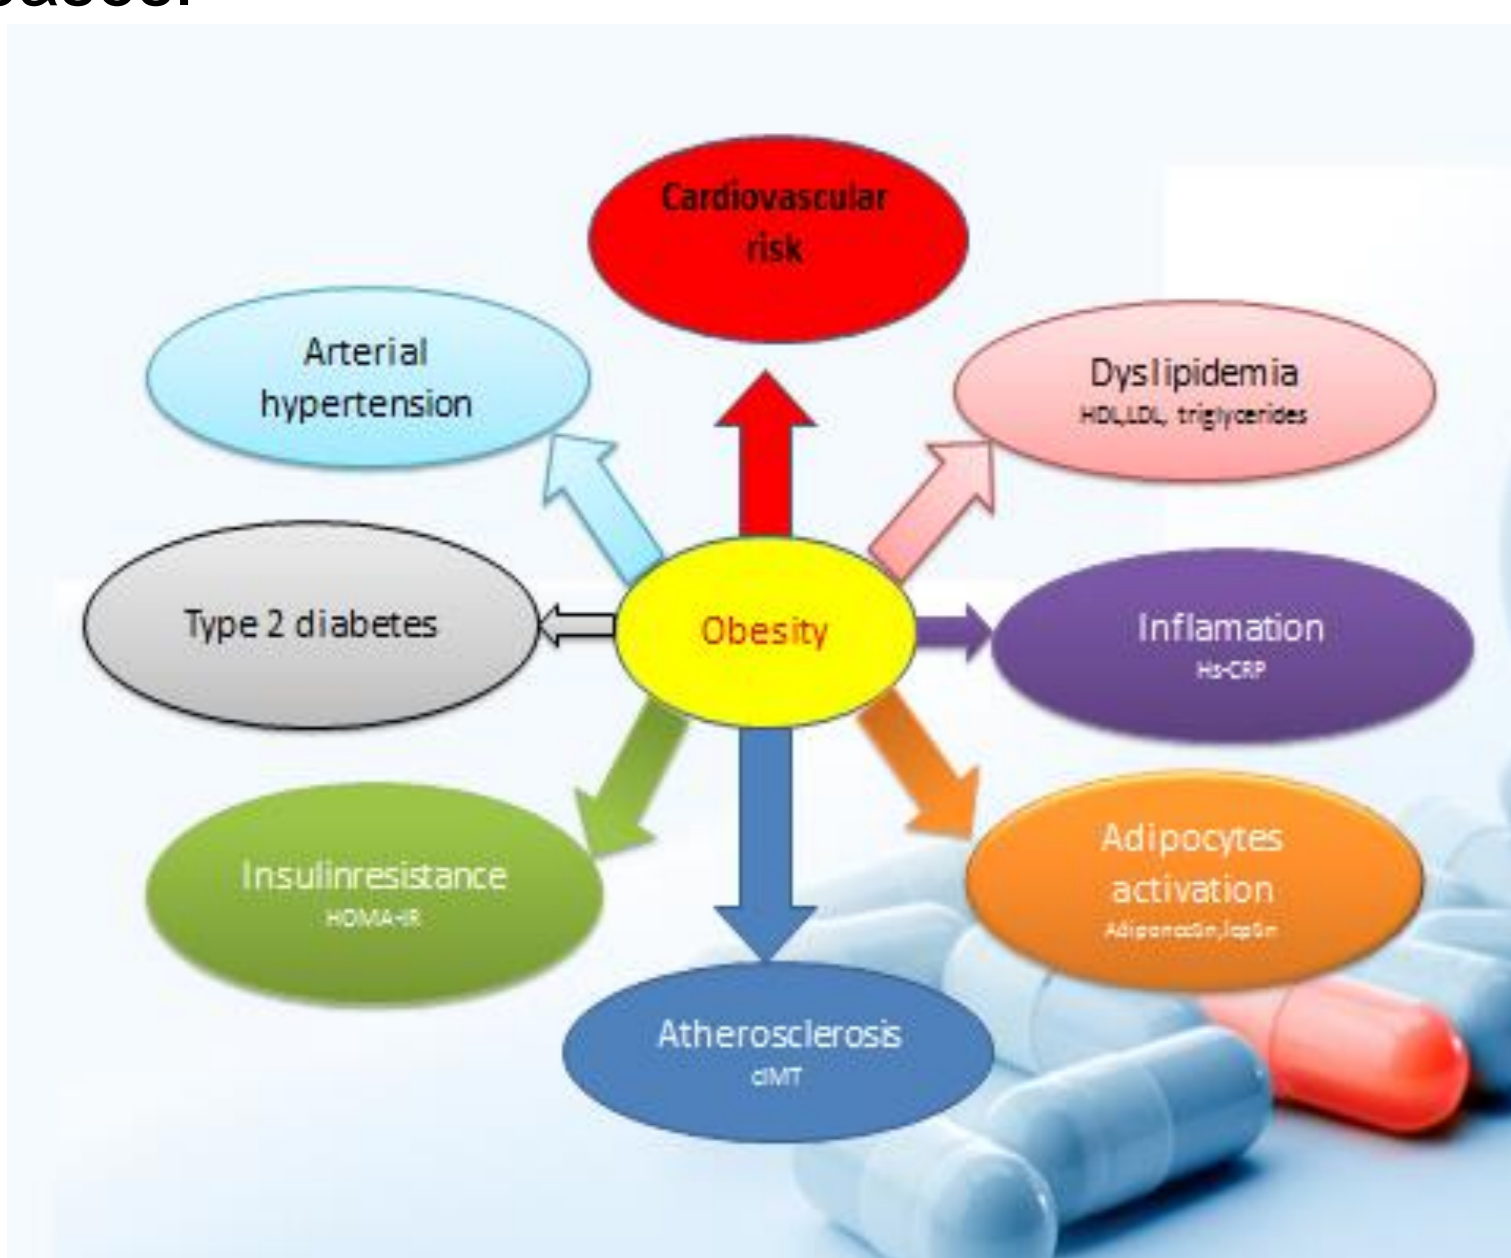 Cardiovascular
risk
Arterial
hypertension
Dyslipidemia
HDL,LDL, triglycerides
Type 2 diabetes
Obesity
Inflamation
Hs-CRP
Insulinresistance
HOMA-IR
Adipocytes
activation
Atherosclerosis
cIMT